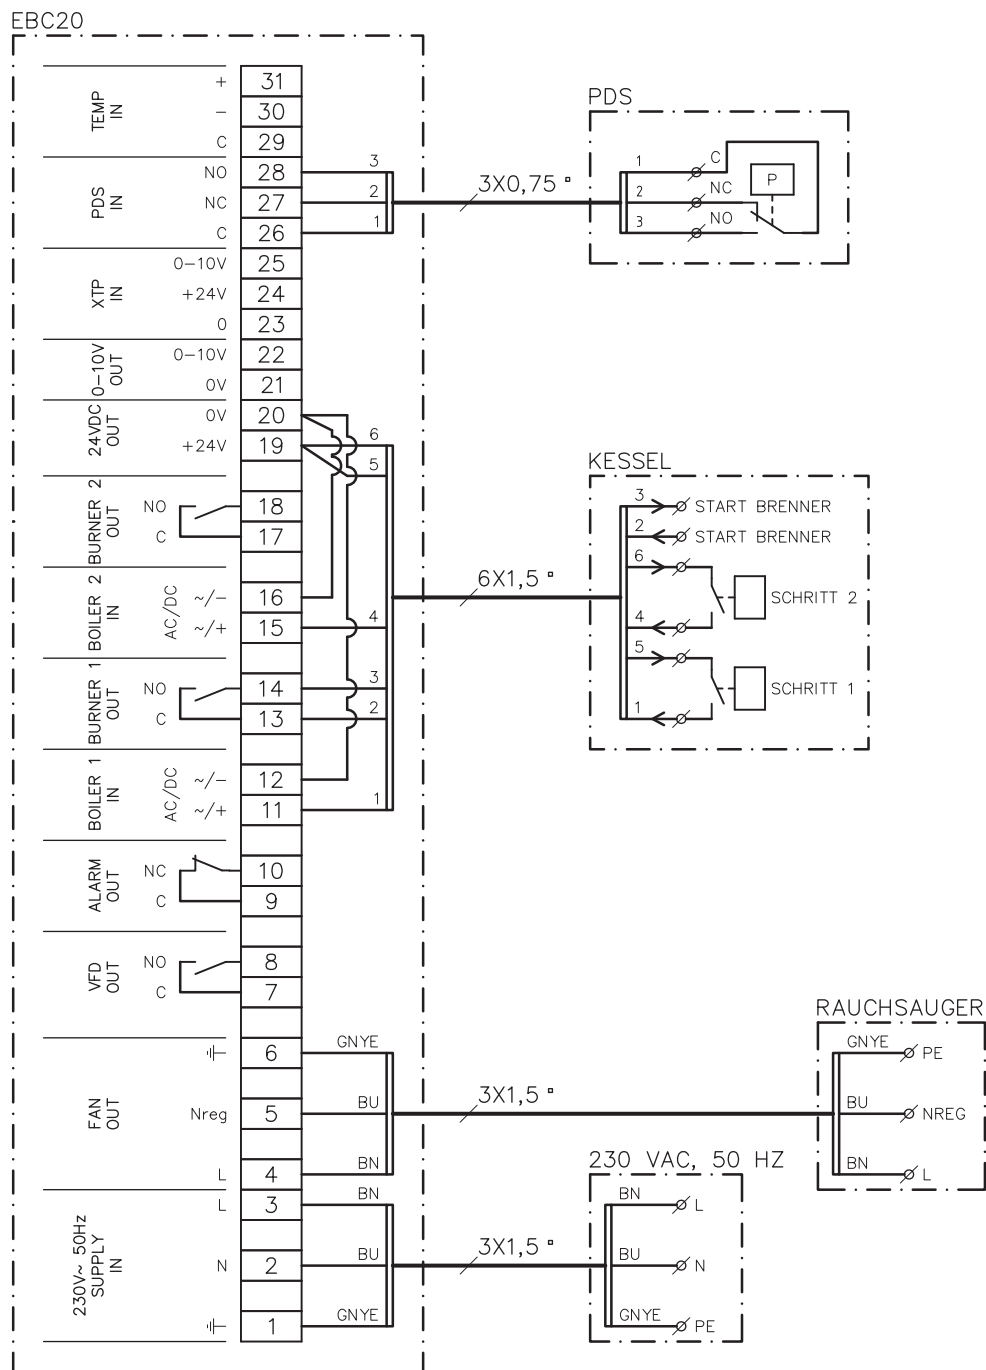 EBC20
TEMP
IN
+ 31
– 30
C 29
PDS
IN
NO 28 3
NC 27 2
C 26 1
3X0,75 ▫
PDS
1 C
2 NC
3 NO
P
XTP
IN
0–10V 25
+24V 24
0 23
0–10V
OUT
0–10V 22
0V 21
24VDC
OUT
0V 20
+24V 19
6
5
BURNER 2
OUT
NO 18
C 17
BOILER 2
IN
AC/DC
~/– 16
~/+ 15 4
6X1,5 ▫
KESSEL
3 START BRENNER
2 START BRENNER
6
SCHRITT 2
4
5
SCHRITT 1
1
BURNER 1
OUT
NO 14 3
C 13 2
BOILER 1
IN
AC/DC
~/– 12
~/+ 11 1
ALARM
OUT
NC 10
C 9
VFD
OUT
NO 8
C 7
FAN
OUT
6 GNYE
Nreg 5 BU
L 4 BN
3X1,5 ▫
RAUCHSAUGER
GNYE PE
BU NREG
BN L
230V~ 50Hz
SUPPLY
IN
L 3 BN
N 2 BU
1 GNYE
3X1,5 ▫
230 VAC, 50 HZ
BN L
BU N
GNYE PE